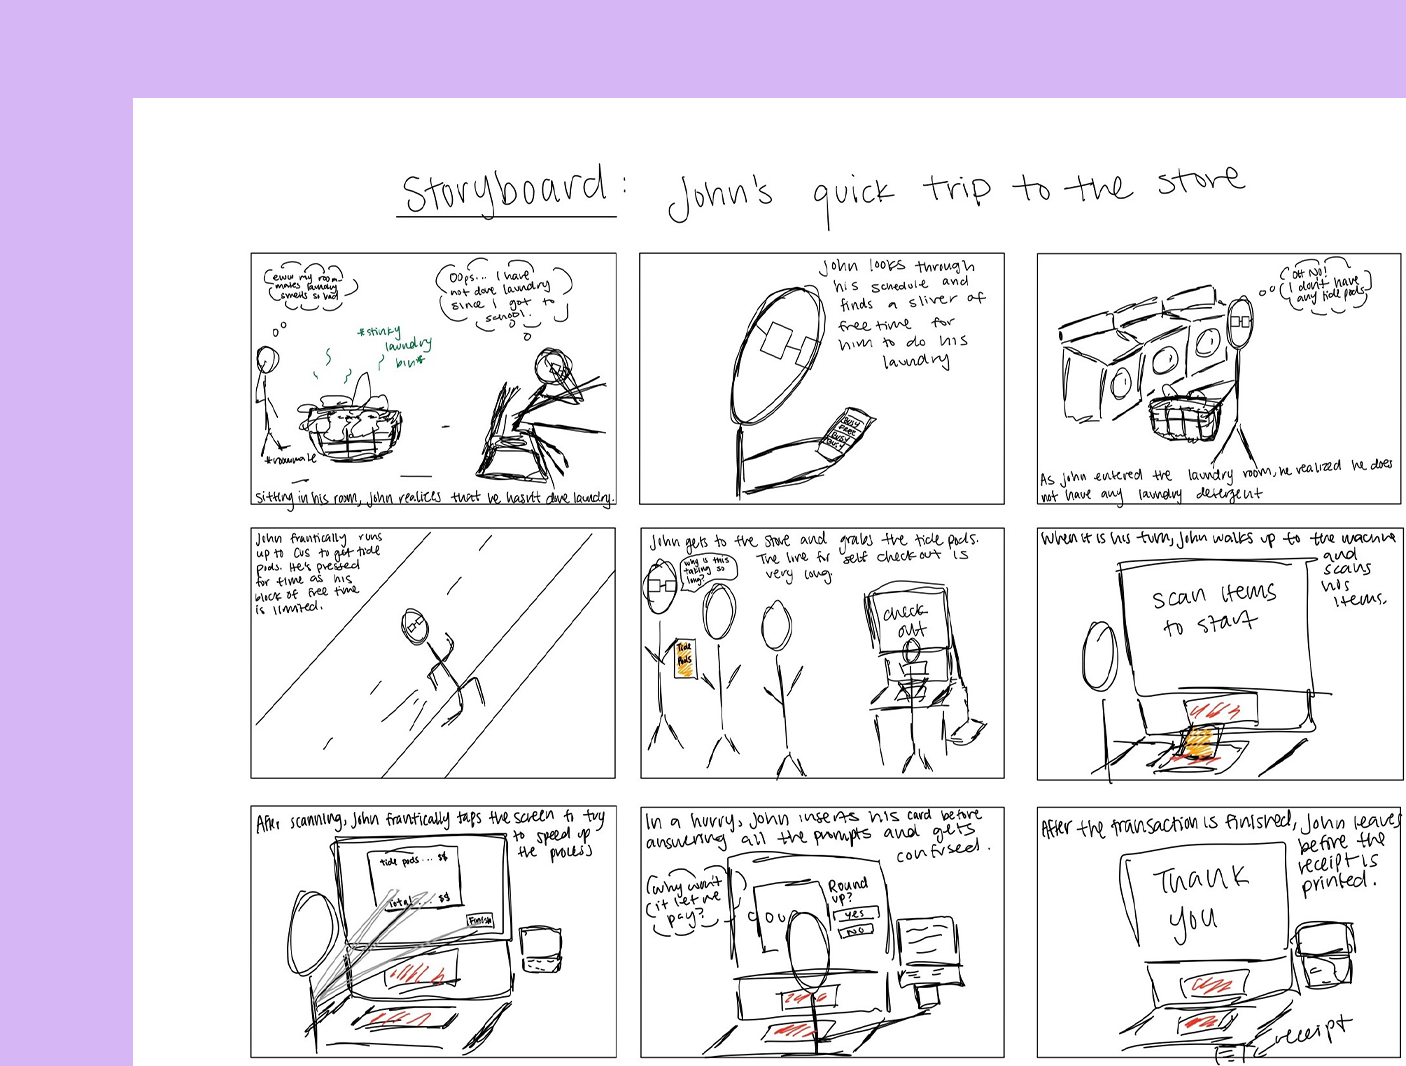 Storyboard: John's quick trip to the store
eww my room-
mates laundry
smells so bad
Oops... I have
not done laundry
since I got to
school.
*stinky
laundry
bin*
*roommate
Sitting in his room, John realizes that he hasn't done laundry.
John looks through
his schedule and
finds a sliver of
free time for
him to do his
laundry
BUSY
FREE
BUSY
BUSY
OH NO!
I don't have
any tide pods
As John entered the laundry room, he realized he does
not have any laundry detergent
John frantically runs
up to CVS to get tide
pods. He's pressed
for time as his
block of free time
is limited.
John gets to the store and grabs the tide pods.
The line for self checkout is
very long.
why is this
taking so
long?
Tide
Pods
check
out
When it is his turn, John walks up to the machine
and
scans
his
items.
scan items
to start
After scanning, John frantically taps the screen to try
to speed up
the process
tide pods... $$
Total... $$
Finish
In a hurry, John inserts his card before
answering all the prompts and gets
confused.
why won't
it let me
pay?
Round
up?
yes
NO
After the transaction is finished, John leaves
before the
receipt is
printed.
Thank
you
receipt